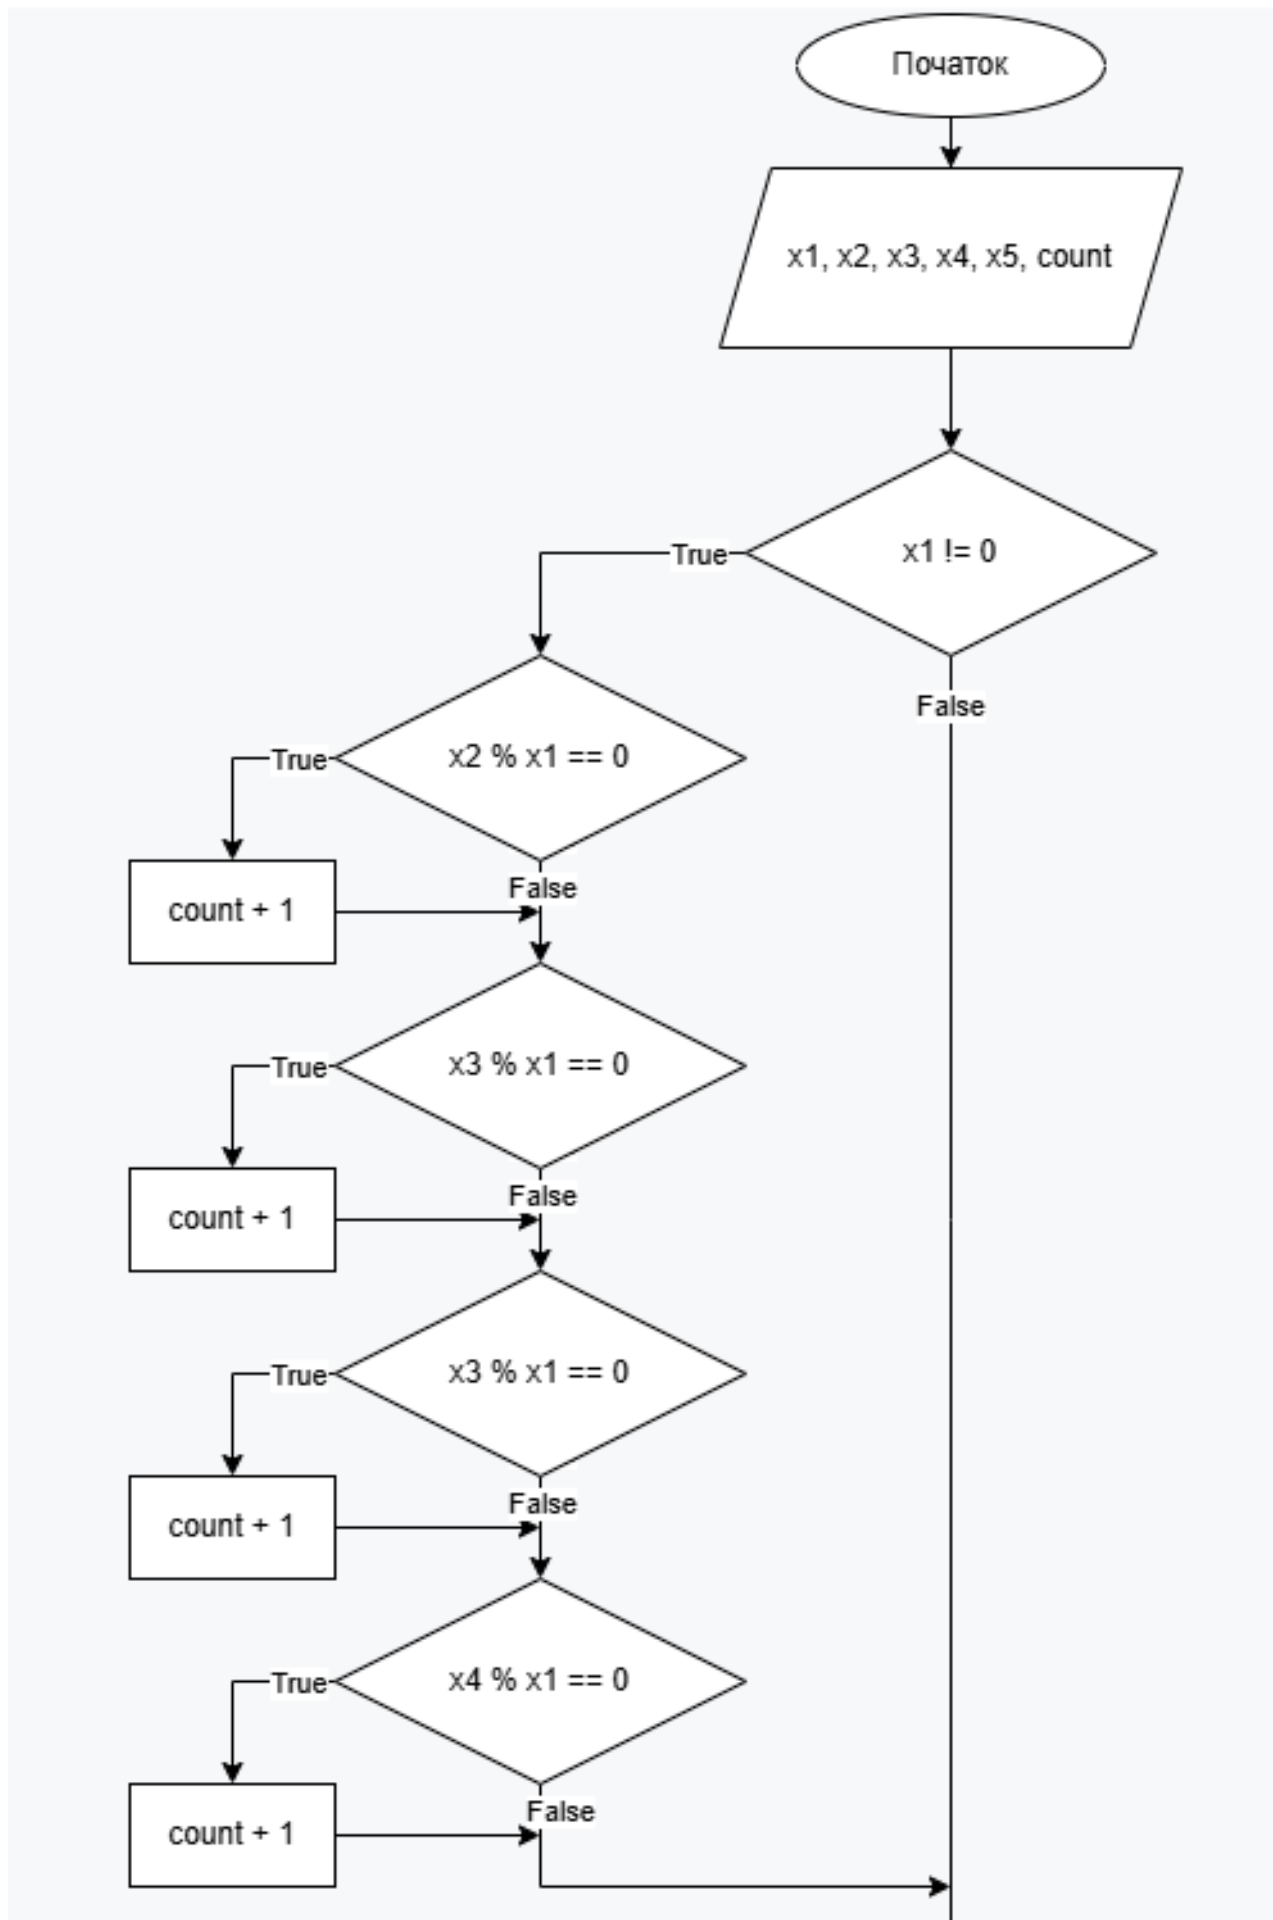 Початок
x1, x2, x3, x4, x5, count
x1 != 0
True
False
x2 % x1 == 0
True
False
count + 1
x3 % x1 == 0
True
False
count + 1
x3 % x1 == 0
True
False
count + 1
x4 % x1 == 0
True
False
count + 1